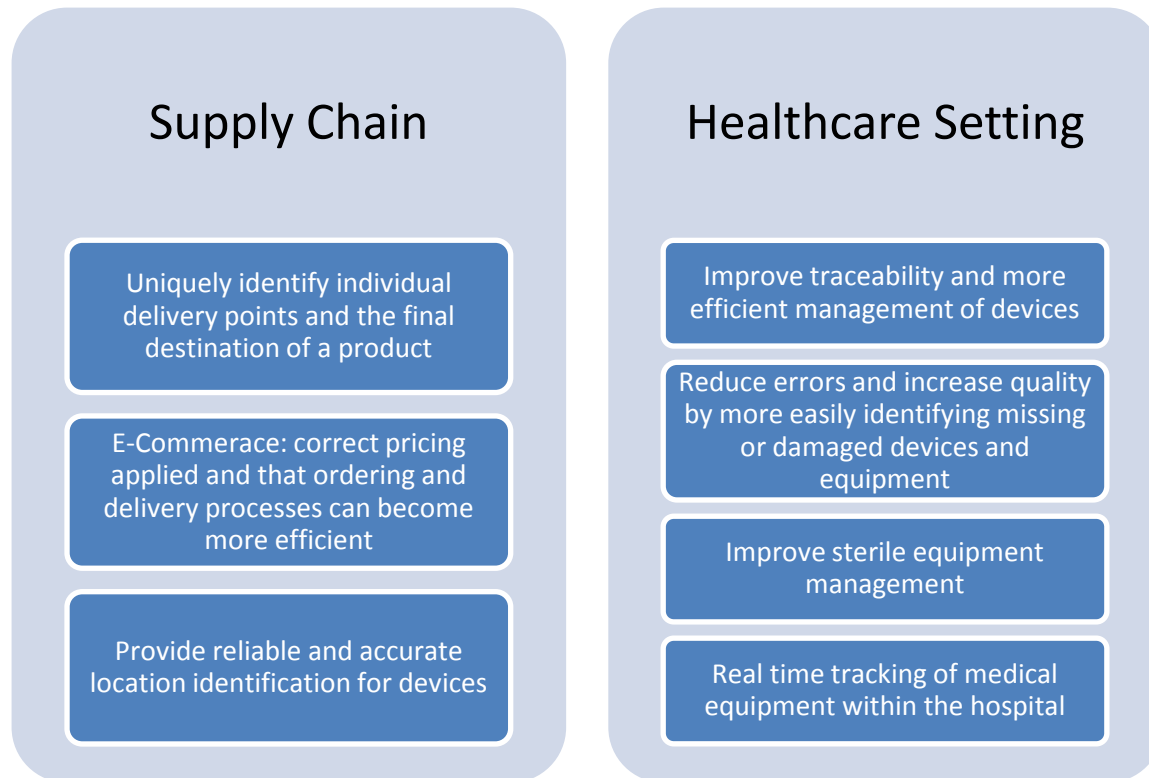 Supply Chain
Uniquely identify individual
delivery points and the final
destination of a product
E-Commerace: correct pricing
applied and that ordering and
delivery processes can become
more efficient
Provide reliable and accurate
location identification for devices
Healthcare Setting
Improve traceability and more
efficient management of devices
Reduce errors and increase quality
by more easily identifying missing
or damaged devices and
equipment
Improve sterile equipment
management
Real time tracking of medical
equipment within the hospital